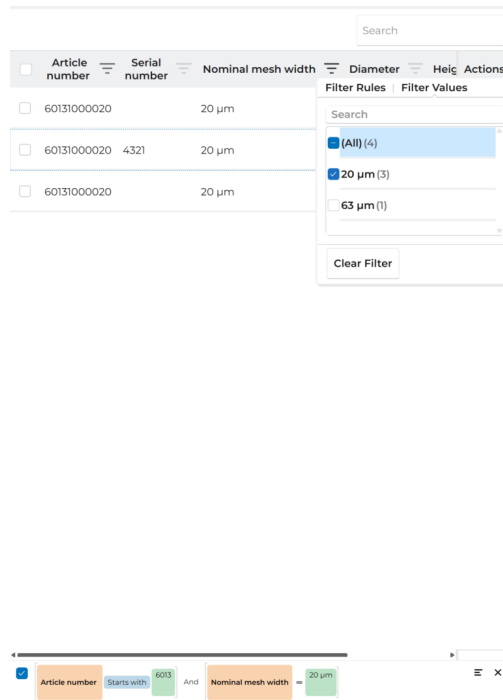 Search
Article number Serial number Nominal mesh width Diameter Heig Actions
Filter Rules Filter Values
60131000020 20 µm
Search
(All) (4)
60131000020 4321 20 µm
20 µm (3)
60131000020 20 µm
63 µm (1)
Clear Filter
Article number Starts with 6013 And Nominal mesh width = 20 µm